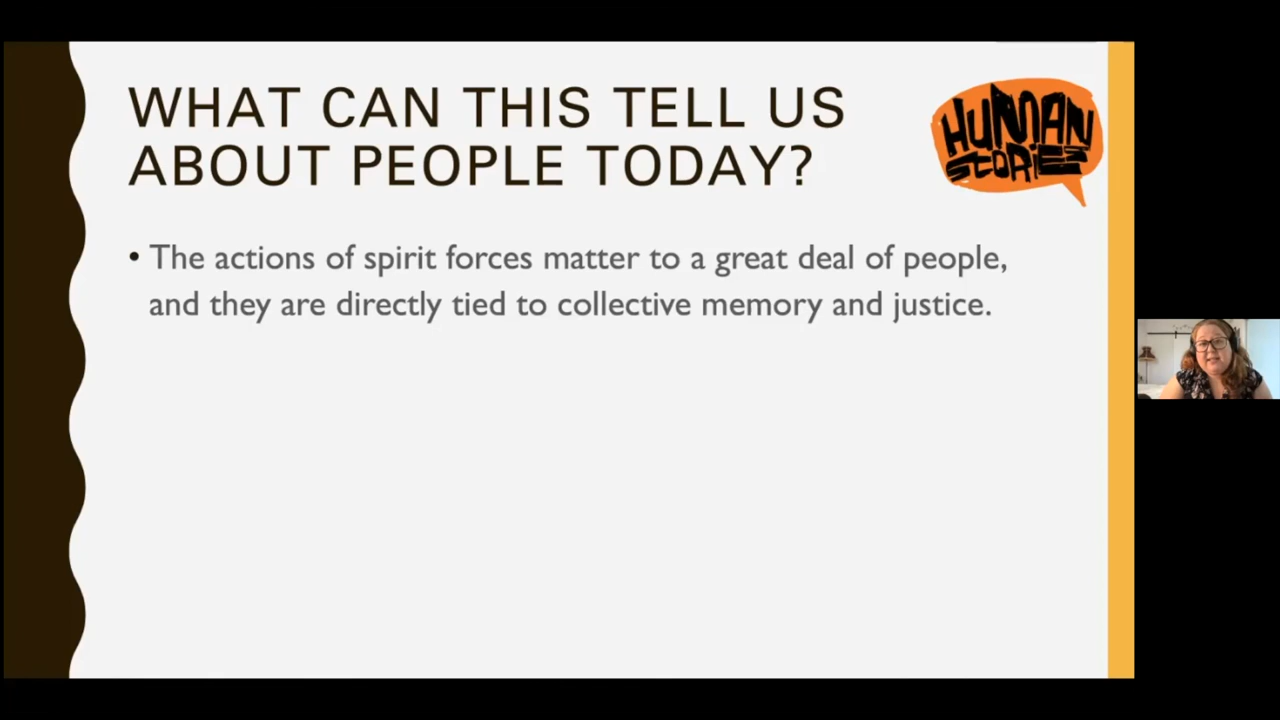 WHAT CAN THIS TELL US
ABOUT PEOPLE TODAY?
HUMAN
STORIES
• The actions of spirit forces matter to a great deal of people,
and they are directly tied to collective memory and justice.